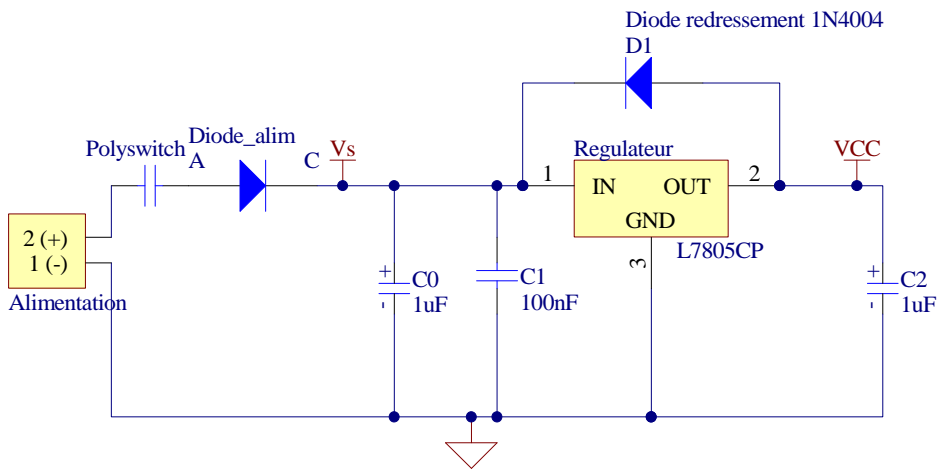 Diode redressement 1N4004
D1
Polyswitch
Diode_alim
A
C
Vs
Regulateur
VCC
1
IN
OUT
2
GND
3
L7805CP
2 (+)
1 (-)
Alimentation
+
-
C0
1uF
C1
100nF
+
-
C2
1uF